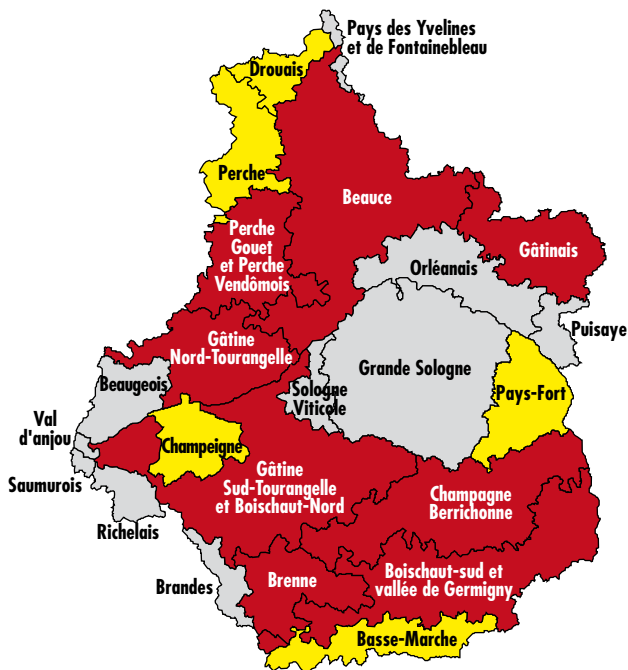 Pays des Yvelines
et de Fontainebleau
Drouais
Perche
Beauce
Perche
Gouet
et Perche
Vendômois
Gâtinais
Orléanais
Puisaye
Gâtine
Nord-Tourangelle
Grande Sologne
Beaugeois
Sologne
Viticole
Pays-Fort
Val
d'anjou
Champeigne
Saumurois
Gâtine
Sud-Tourangelle
et Boischaut-Nord
Champagne
Berrichonne
Richelais
Brandes
Brenne
Boischaut-sud et
vallée de Germigny
Basse-Marche